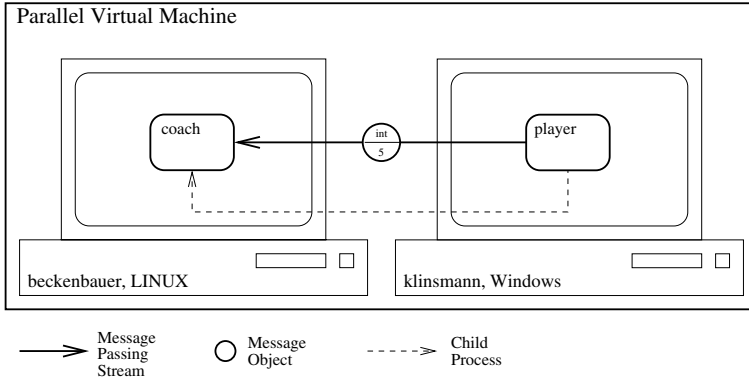 Parallel Virtual Machine
coach
int
5
player
beckenbauer, LINUX
klinsmann, Windows
Message
Passing
Stream
Message
Object
Child
Process